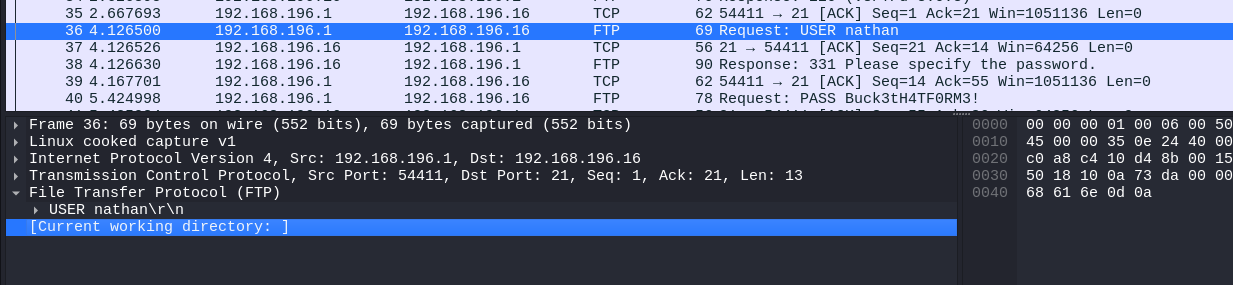 35 2.667693 192.168.196.1 192.168.196.16 TCP 62 54411 → 21 [ACK] Seq=1 Ack=21 Win=1051136 Len=0
36 4.126500 192.168.196.1 192.168.196.16 FTP 69 Request: USER nathan
37 4.126526 192.168.196.16 192.168.196.1 TCP 56 21 → 54411 [ACK] Seq=21 Ack=14 Win=64256 Len=0
38 4.126630 192.168.196.16 192.168.196.1 FTP 90 Response: 331 Please specify the password.
39 4.167701 192.168.196.1 192.168.196.16 TCP 62 54411 → 21 [ACK] Seq=14 Ack=55 Win=1051136 Len=0
40 5.424998 192.168.196.1 192.168.196.16 FTP 78 Request: PASS Buck3tH4TF0RM3!
Frame 36: 69 bytes on wire (552 bits), 69 bytes captured (552 bits)
Linux cooked capture v1
Internet Protocol Version 4, Src: 192.168.196.1, Dst: 192.168.196.16
Transmission Control Protocol, Src Port: 54411, Dst Port: 21, Seq: 1, Ack: 21, Len: 13
File Transfer Protocol (FTP)
USER nathan\r\n
[Current working directory: ]
0000 00 00 00 01 00 06 00 50
0010 45 00 00 35 0e 24 40 00
0020 c0 a8 c4 10 d4 8b 00 15
0030 50 18 10 0a 73 da 00 00
0040 68 61 6e 0d 0a